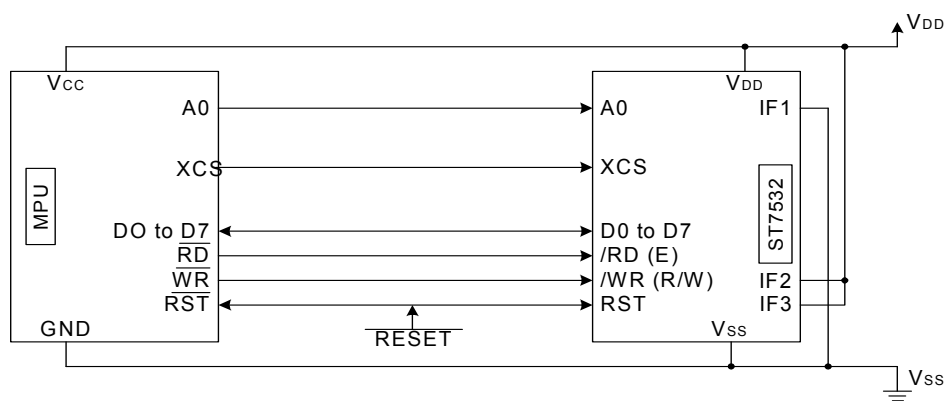 VDD
VCC
VDD
A0
A0
IF1
XCS
XCS
MPU
ST7532
DO to D7
D0 to D7
RD
/RD (E)
WR
/WR (R/W)
IF2
RST
RST
IF3
GND
RESET
VSS
VSS